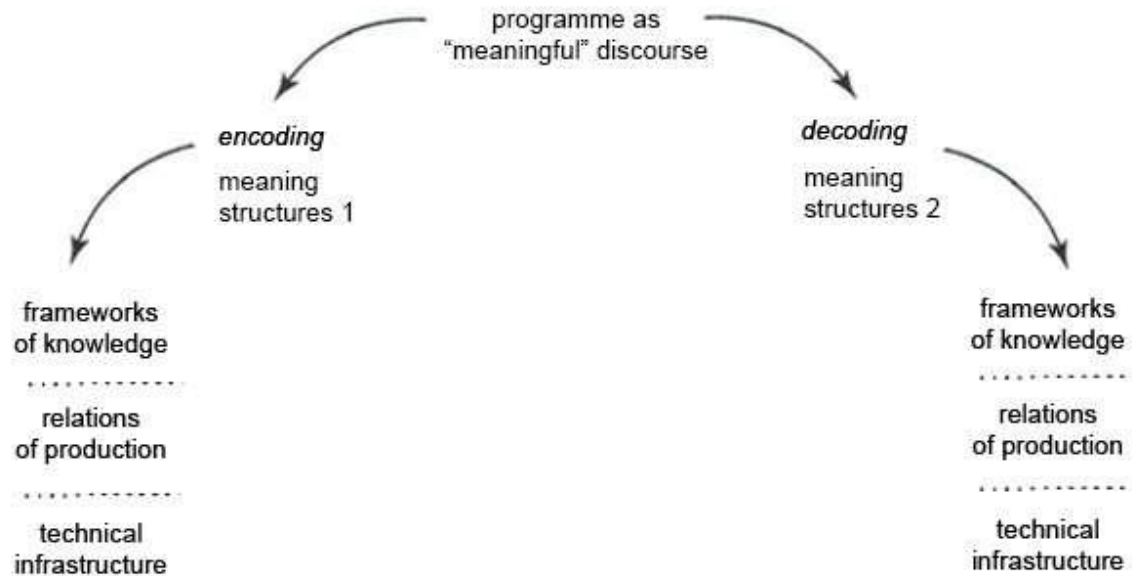 programme as
“meaningful” discourse
encoding
meaning
structures 1
frameworks
of knowledge
relations
of production
technical
infrastructure
decoding
meaning
structures 2
frameworks
of knowledge
relations
of production
technical
infrastructure